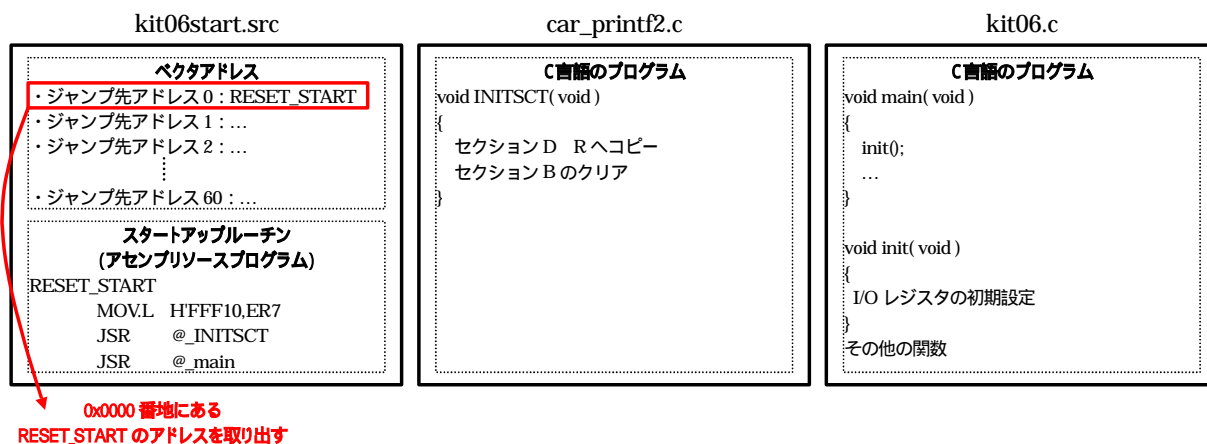 kit06start.src
ベクタアドレス
・ジャンプ先アドレス 0：RESET_START
・ジャンプ先アドレス 1：…
・ジャンプ先アドレス 2：…
⋮
・ジャンプ先アドレス 60：…
スタートアップルーチン
(アセンブリソースプログラム)
RESET_START
MOV.L H'FFF10,ER7
JSR @_INITSCT
JSR @_main
0x0000 番地にある
RESET_START のアドレスを取り出す
car_printf2.c
C言語のプログラム
void INITSCT( void )
{
セクション D R へコピー
セクション B のクリア
}
kit06.c
C言語のプログラム
void main( void )
{
init();
…
}
void init( void )
{
I/O レジスタの初期設定
}
その他の関数